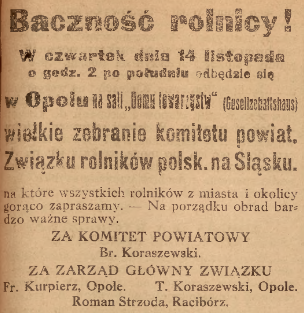 Baczność rolnicy!
W czwartek dnia 14 listopada
o godz. 2 po południu odbędzie się
w Opolu na sali „Domu towarzystw" (Gesellschaftshaus)
wielkie zebranie komitetu powiat.
Związku rolników polsk. na Śląsku.
na które wszystkich rolników z miasta i okolicy
gorąco zapraszamy. — Na porządku obrad bar-
dzo ważne sprawy.
ZA KOMITET POWIATOWY
Br. Koraszewski.
ZA ZARZĄD GŁÓWNY ZWIĄZKU
Fr. Kurpierz, Opole. T. Koraszewski, Opole.
Roman Strzoda, Racibórz.